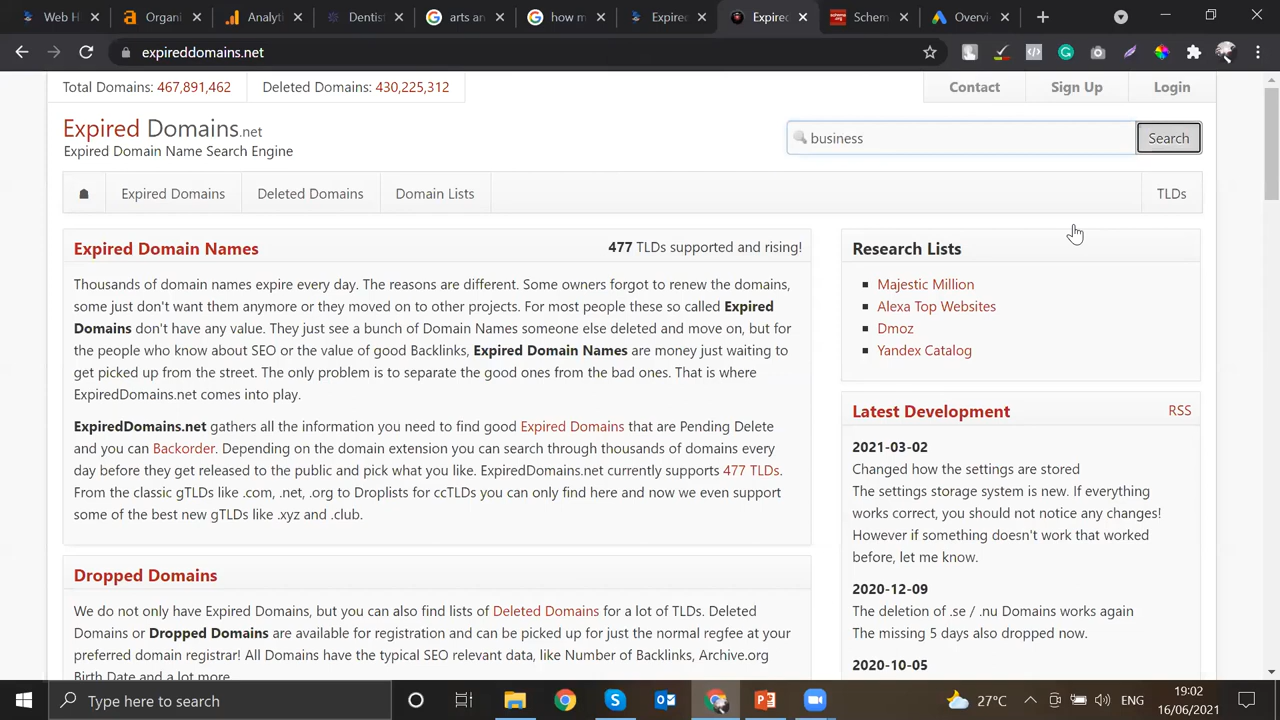 Web H
Organi
Analyti
Dentis
arts an
how m
Expired
Expired
Schem
Overvi
expireddomains.net
Total Domains: 467,891,462
Deleted Domains: 430,225,312
Contact
Sign Up
Login
Expired Domains.net
Expired Domain Name Search Engine
business
Search
Expired Domains
Deleted Domains
Domain Lists
TLDs
Expired Domain Names
477 TLDs supported and rising!
Thousands of domain names expire every day. The reasons are different. Some owners forgot to renew the domains,
some just don't want them anymore or they moved on to other projects. For most people these so called Expired
Domains don't have any value. They just see a bunch of Domain Names someone else deleted and move on, but for
the people who know about SEO or the value of good Backlinks, Expired Domain Names are money just waiting to
get picked up from the street. The only problem is to separate the good ones from the bad ones. That is where
ExpiredDomains.net comes into play.
ExpiredDomains.net gathers all the information you need to find good Expired Domains that are Pending Delete
and you can Backorder. Depending on the domain extension you can search through thousands of domains every
day before they get released to the public and pick what you like. ExpiredDomains.net currently supports 477 TLDs.
From the classic gTLDs like .com, .net, .org to Droplists for ccTLDs you can only find here and now we even support
some of the best new gTLDs like .xyz and .club.
Dropped Domains
We do not only have Expired Domains, but you can also find lists of Deleted Domains for a lot of TLDs. Deleted
Domains or Dropped Domains are available for registration and can be picked up for just the normal regfee at your
preferred domain registrar! All Domains have the typical SEO relevant data, like Number of Backlinks, Archive.org
Birth Date and a lot more.
Research Lists
Majestic Million
Alexa Top Websites
Dmoz
Yandex Catalog
Latest Development
RSS
2021-03-02
Changed how the settings are stored
The settings storage system is new. If everything
works correct, you should not notice any changes!
However if something doesn't work that worked
before, let me know.
2020-12-09
The deletion of .se / .nu Domains works again
The missing 5 days also dropped now.
2020-10-05
Type here to search
27°C
ENG
19:02
16/06/2021